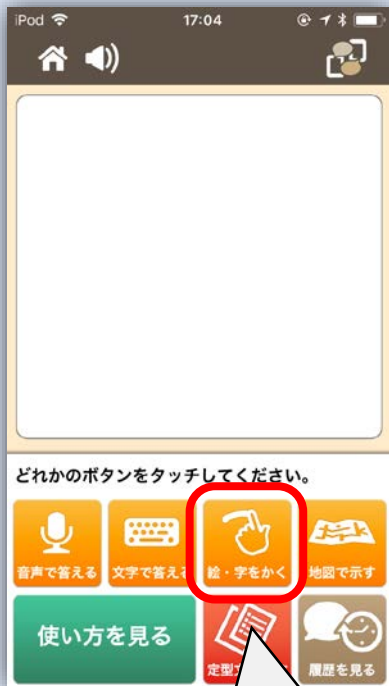 iPod 17:04
どれかのボタンをタッチしてください。
音声で答える 文字で答え 絵・字をかく 地図で示す
使い方を見る 定型文 履歴を見る